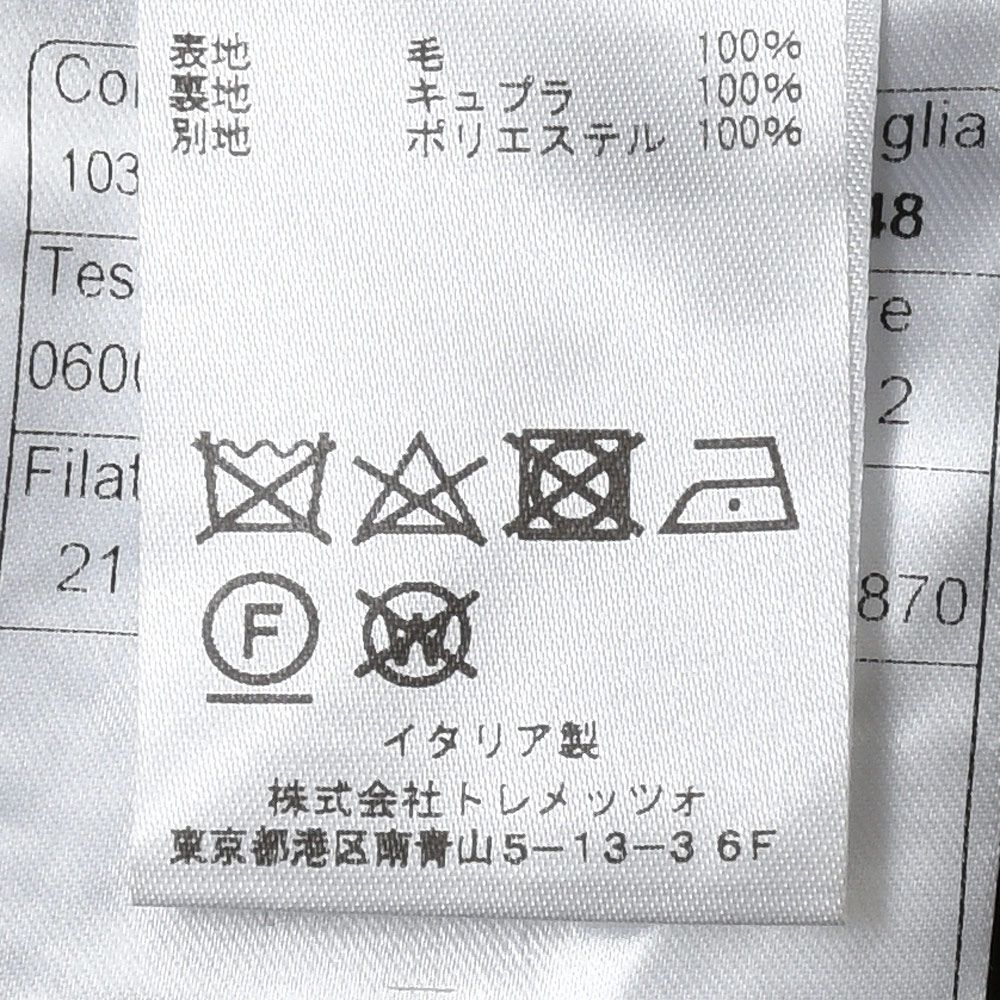 表地 毛 100%
裏地 キュプラ 100%
別地 ポリエステル 100%
F
W
イタリア製
株式会社トレメッツォ
東京都港区南青山5-13-3 6F
Co
103
glia
48
Tes
060
re
2
Filat
21
870